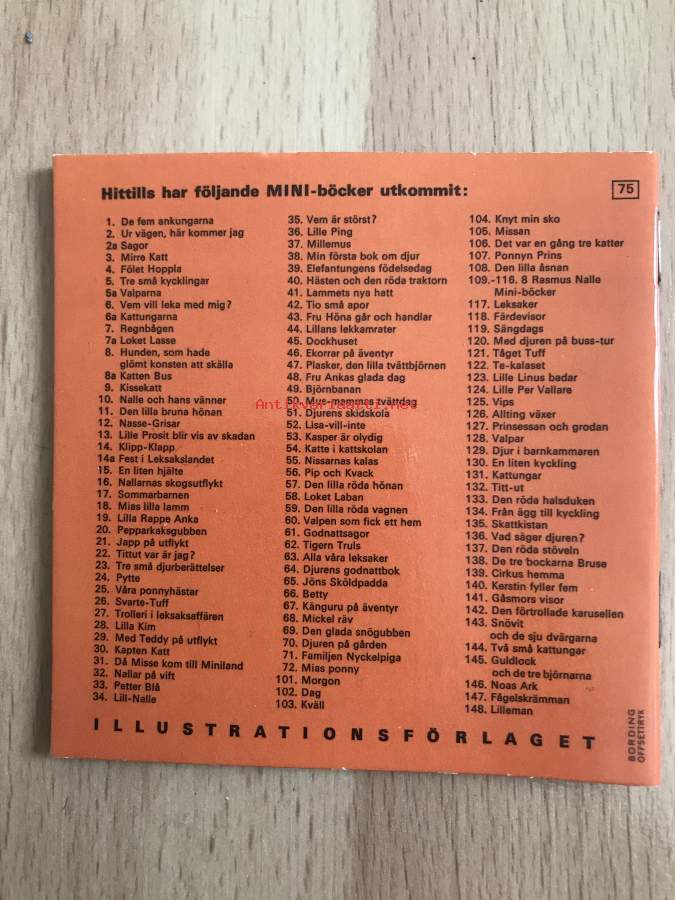 Hittills har följande MINI-böcker utkommit:
75
1. De fem ankungarna
2. Ur vägen, här kommer jag
2a Sagor
3. Mirre Katt
4. Fölet Hoppla
5. Tre små kycklingar
5a Valparna
6. Vem vill leka med mig?
6a Kattungarna
7. Regnbågen
7a Loket Lasse
8. Hunden, som hade
glömt konsten att skälla
8a Katten Bus
9. Kissekatt
10. Nalle och hans vänner
11. Den lilla bruna hönan
12. Nasse-Grisar
13. Lille Prosit blir vis av skadan
14. Klipp-Klapp
14a Fest i Leksakslandet
15. En liten hjälte
16. Nallarnas skogsutflykt
17. Sommarbarnen
18. Mias lilla lamm
19. Lilla Rappe Anka
20. Pepparkaksgubben
21. Japp på utflykt
22. Tittut var är jag?
23. Tre små djurberättelser
24. Pytte
25. Våra ponnyhästar
26. Svarte-Tuff
27. Trolleri i leksaksaffären
28. Lilla Kim
29. Med Teddy på utflykt
30. Kapten Katt
31. Då Misse kom till Miniland
32. Nallar på vift
33. Petter Blå
34. Lill-Nalle
35. Vem är störst?
36. Lille Ping
37. Millemus
38. Min första bok om djur
39. Elefantungens födelsedag
40. Hästen och den röda traktorn
41. Lammets nya hatt
42. Tio små apor
43. Fru Höna går och handlar
44. Lillans lekkamrater
45. Dockhuset
46. Ekorrar på äventyr
47. Plasker, den lilla tvättbjörnen
48. Fru Ankas glada dag
49. Björnbanan
50. Mus-mammas tvättdag
51. Djurens skidskola
52. Lisa-vill-inte
53. Kasper är olydig
54. Katte i kattskolan
55. Nissarnas kalas
56. Pip och Kvack
57. Den lilla röda hönan
58. Loket Laban
59. Den lilla röda vagnen
60. Valpen som fick ett hem
61. Godnattsagor
62. Tigern Truls
63. Alla våra leksaker
64. Djurens godnattbok
65. Jöns Sköldpadda
66. Betty
67. Känguru på äventyr
68. Mickel räv
69. Den glada snögubben
70. Djuren på gården
71. Familjen Nyckelpiga
72. Mias ponny
101. Morgon
102. Dag
103. Kväll
104. Knyt min sko
105. Missan
106. Det var en gång tre katter
107. Ponnyn Prins
108. Den lilla åsnan
109.-116. 8 Rasmus Nalle
Mini-böcker
117. Leksaker
118. Färdevisor
119. Sängdags
120. Med djuren på buss-tur
121. Tåget Tuff
122. Te-kalaset
123. Lille Linus badar
124. Lille Per Vallare
125. Vips
126. Allting växer
127. Prinsessan och grodan
128. Valpar
129. Djur i barnkammaren
130. En liten kyckling
131. Kattungar
132. Titt-ut
133. Den röda halsduken
134. Från ägg till kyckling
135. Skattkistan
136. Vad säger djuren?
137. Den röda stöveln
138. De tre bockarna Bruse
139. Cirkus hemma
140. Kerstin fyller fem
141. Gåsmors visor
142. Den förtrollade karusellen
143. Snövit
och de sju dvärgarna
144. Två små kattungar
145. Guldlock
och de tre björnarna
146. Noas Ark
147. Fågelskrämman
148. Lilleman
ILLUSTRATIONSFÖRLAGET
BORDING
OFFSETTRYK